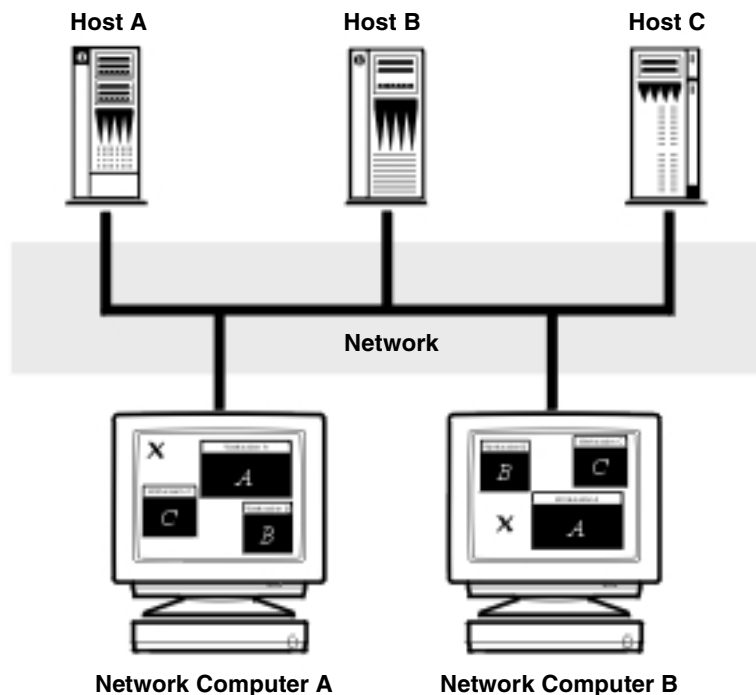 Host A
Host B
Host C
Network
X
A
C
B
B
C
X
A
Network Computer A
Network Computer B